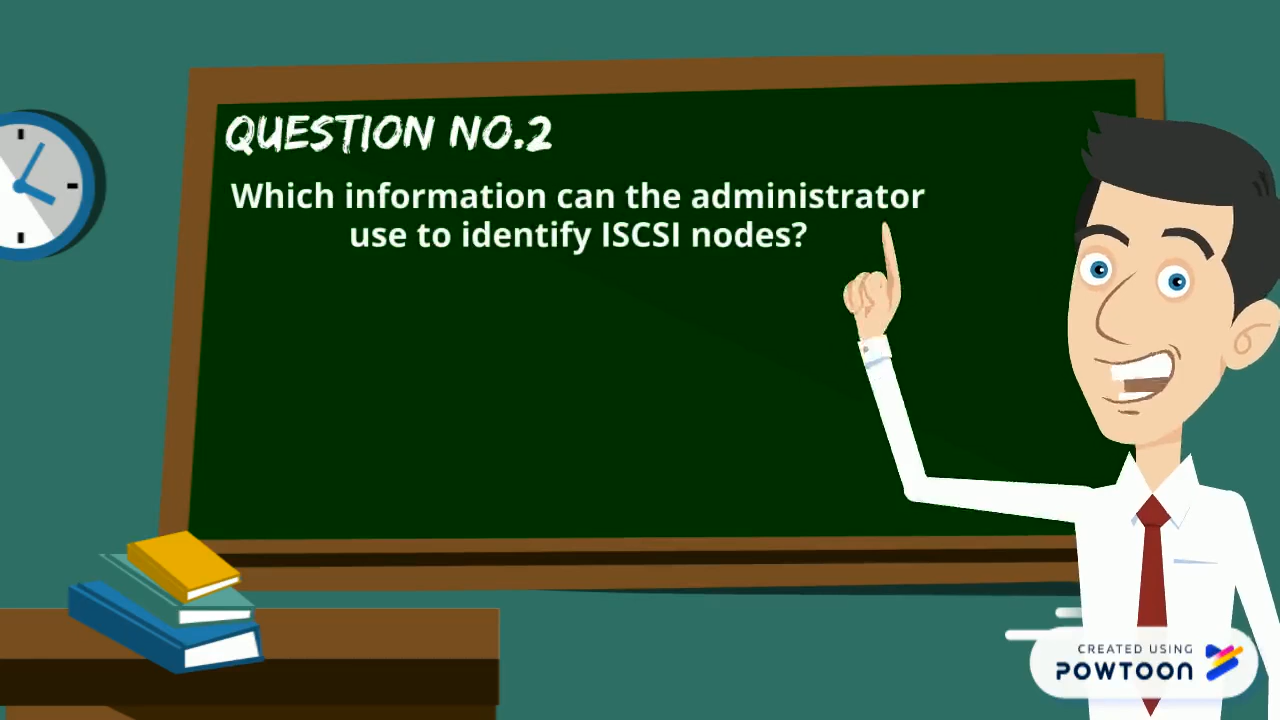 QUESTION NO.2
Which information can the administrator
use to identify ISCSI nodes?
CREATED USING
POWTOON